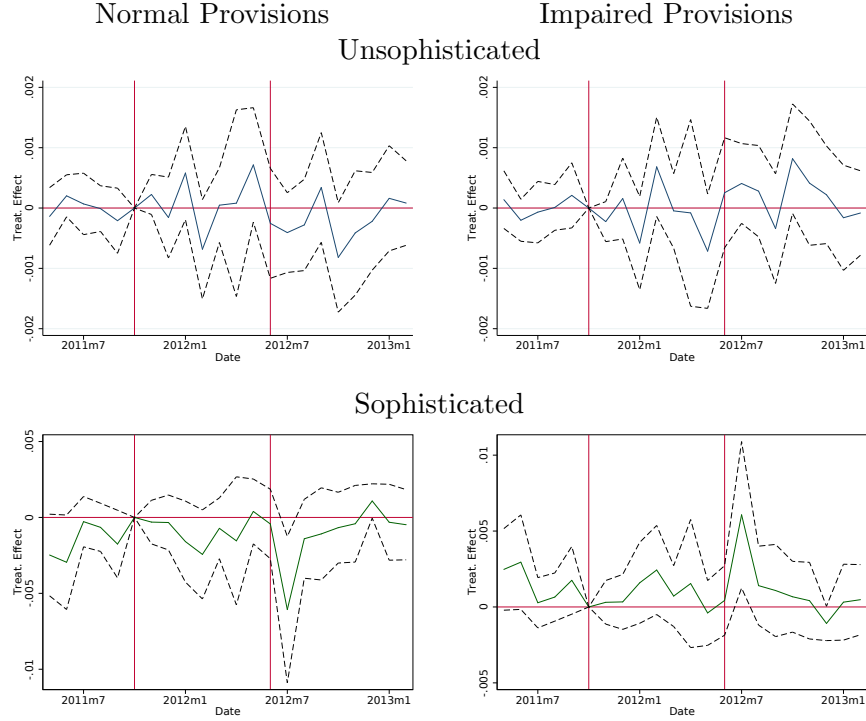 Normal Provisions Impaired Provisions
Unsophisticated
.002 .002
.001 .001
0 0
-.001 -.001
-.002 -.002
Treat. Effect Treat. Effect
2011m7 2012m1 2012m7 2013m1 2011m7 2012m1 2012m7 2013m1
Date Date
Sophisticated
.005 .01
0 .005
-.005 0
-.01 -.005
Treat. Effect Treat. Effect
2011m7 2012m1 2012m7 2013m1 2011m7 2012m1 2012m7 2013m1
Date Date